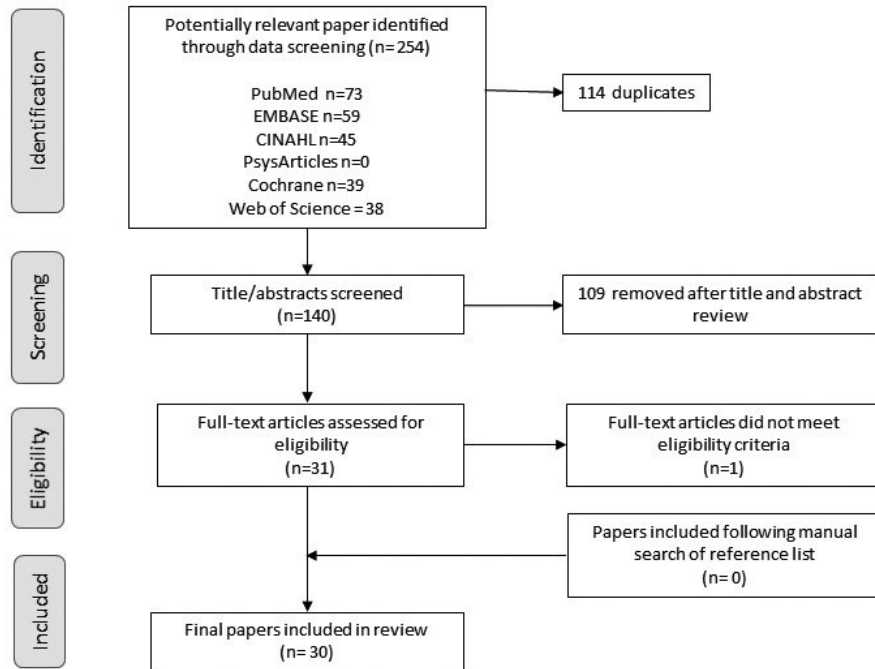 Identification
Potentially relevant paper identified
through data screening (n= 254)
PubMed n=73
EMBASE n=59
CINAHL n=45
PsysArticles n=0
Cochrane n=39
Web of Science = 38
114 duplicates
Screening
Title/abstracts screened
(n=140)
109 removed after title and abstract
review
Eligibility
Full-text articles assessed for
eligibility
(n=31)
Full-text articles did not meet
eligibility criteria
(n=1)
Papers included following manual
search of reference list
(n= 0)
Included
Final papers included in review
(n= 30)